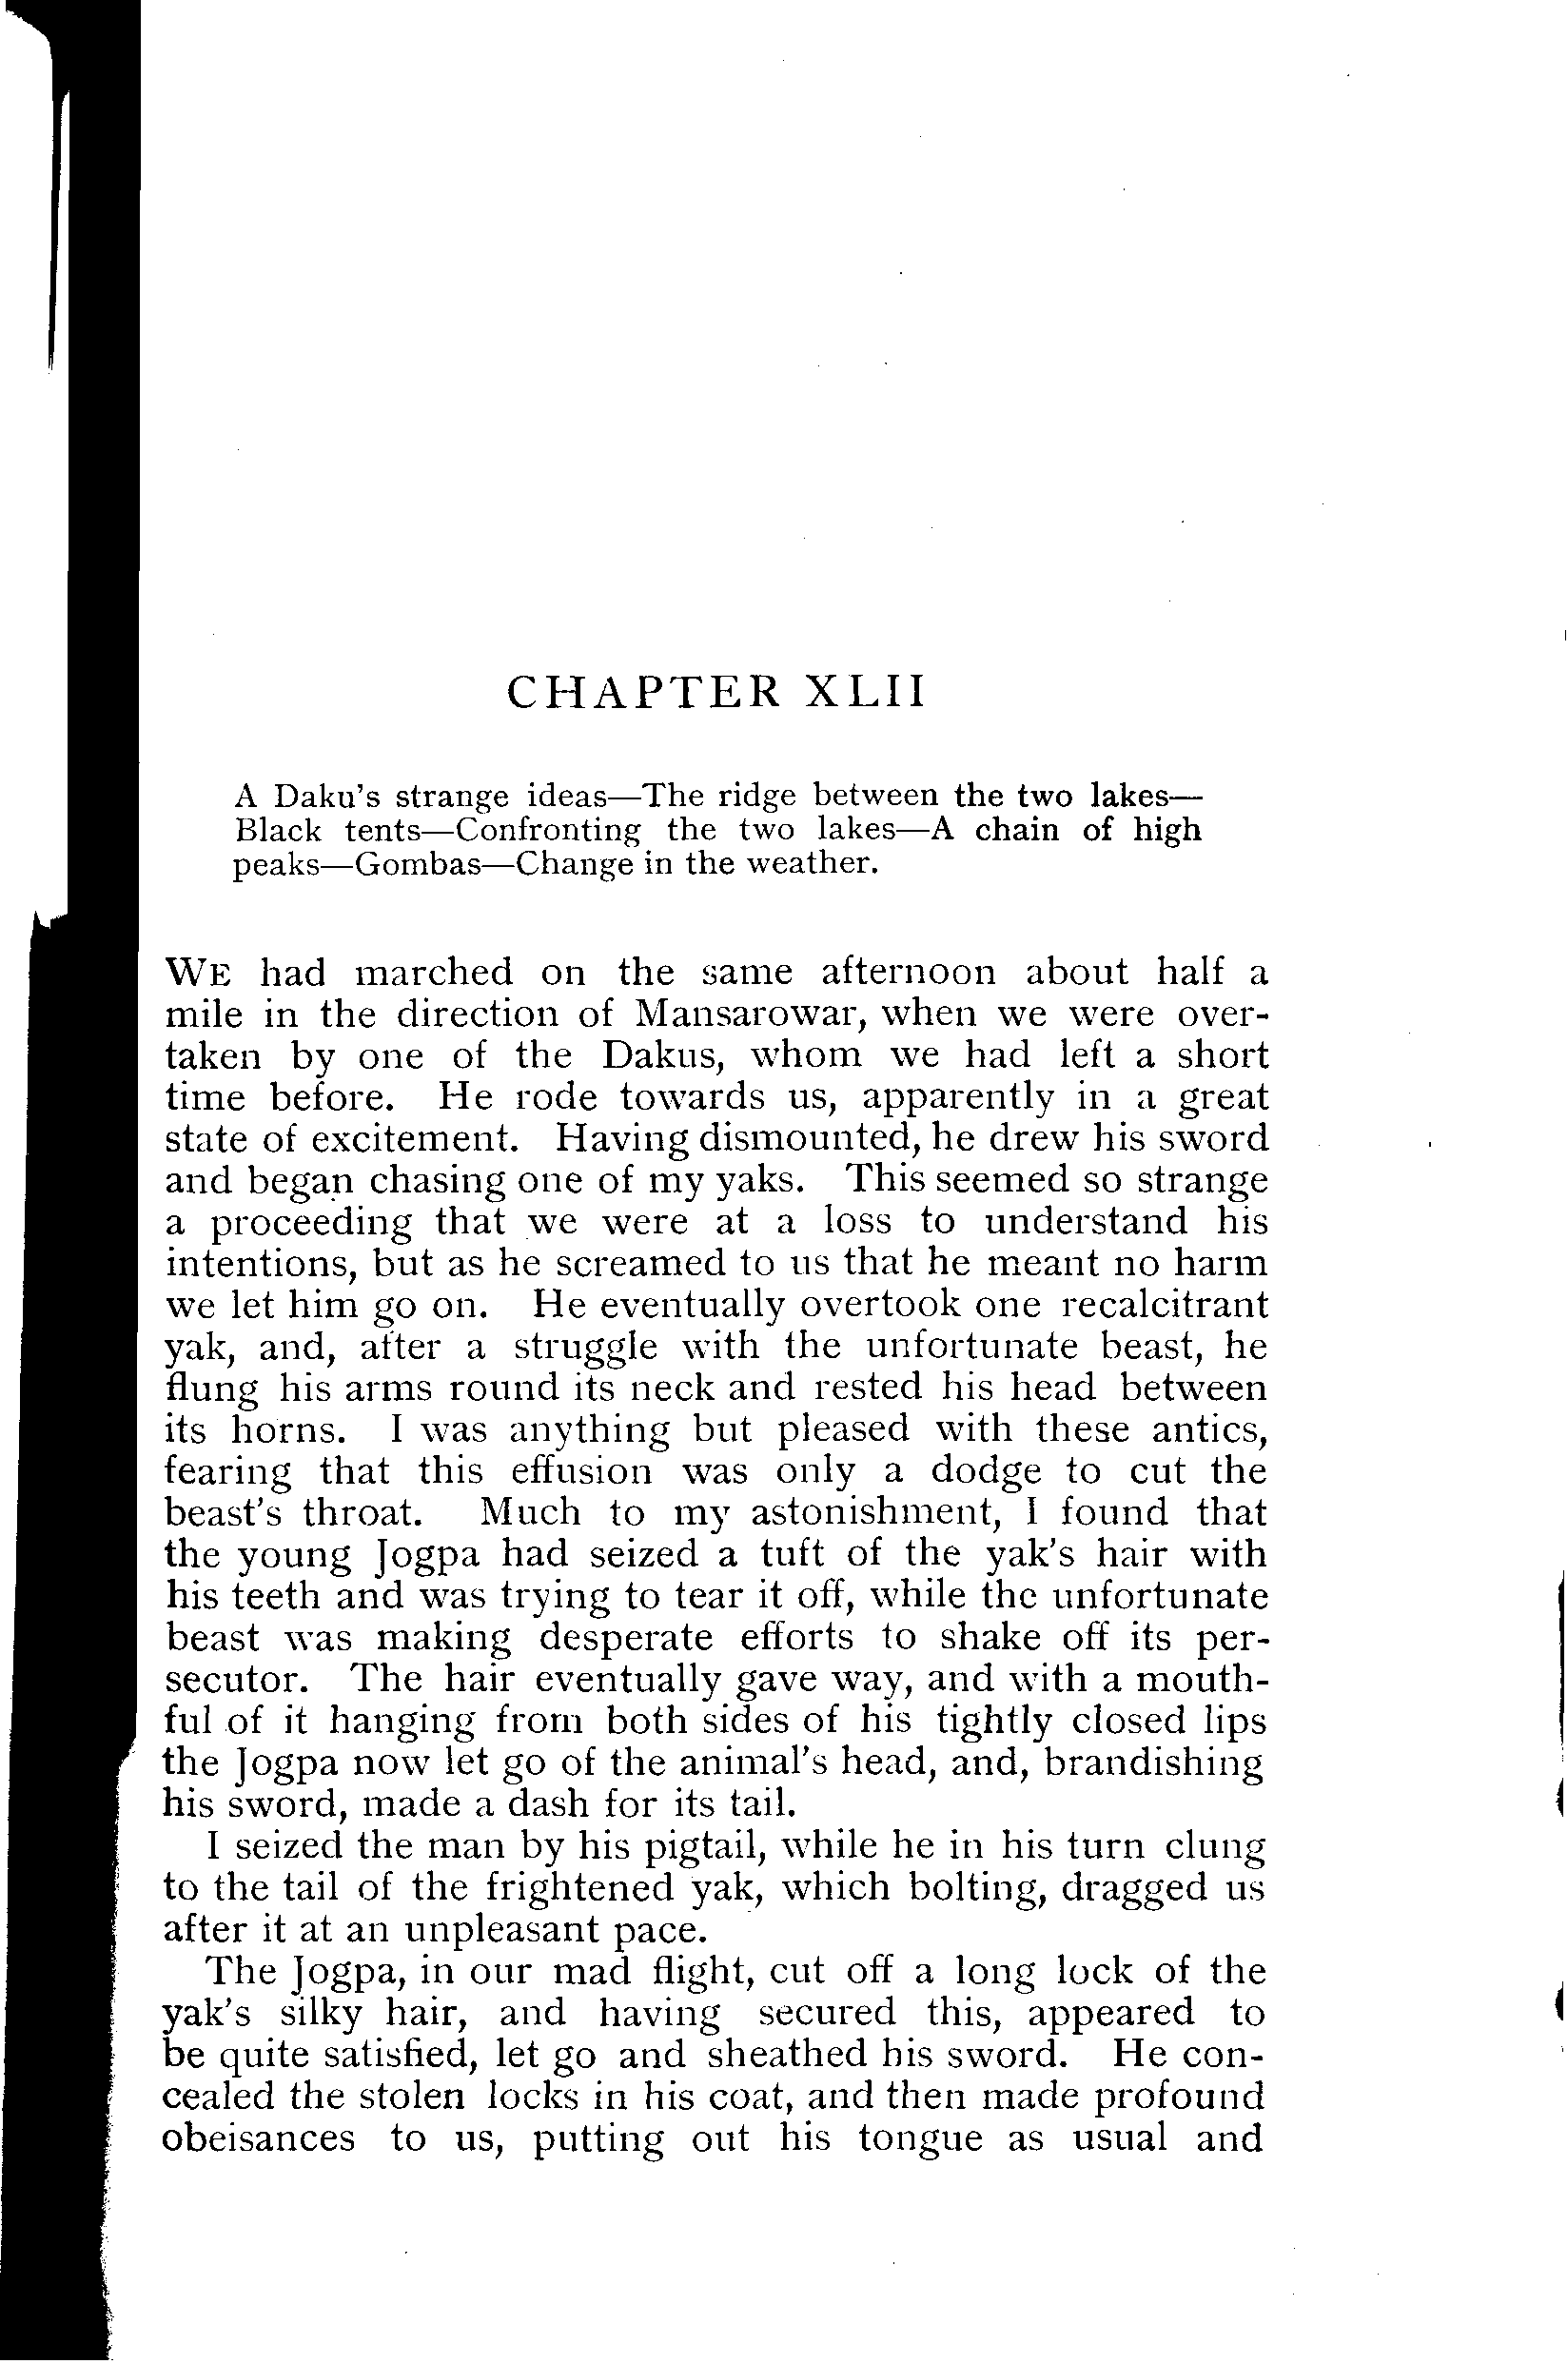 CHAPTER XLII
A Daku's strange ideas—The ridge between the two lakes—
Black tents—Confronting the two lakes—A chain of high
peaks—Gombas—Change in the weather.
WE had marched on the same afternoon about half a
mile in the direction of Mansarowar, when we were over-
taken by one of the Dakus, whom we had left a short
time before. He rode towards us, apparently in a great
state of excitement. Having dismounted, he drew his sword
and began chasing one of my yaks. This seemed so strange
a proceeding that we were at a loss to understand his
intentions, but as he screamed to us that he meant no harm
we let him go on. He eventually overtook one recalcitrant
yak, and, after a struggle with the unfortunate beast, he
flung his arms round its neck and rested his head between
its horns. I was anything but pleased with these antics,
fearing that this effusion was only a dodge to cut the
beast's throat. Much to my astonishment, I found that
the young Jogpa had seized a tuft of the yak's hair with
his teeth and was trying to tear it off, while the unfortunate
beast was making desperate efforts to shake off its per-
secutor. The hair eventually gave way, and with a mouth-
ful of it hanging from both sides of his tightly closed lips
the Jogpa now let go of the animal's head, and, brandishing
his sword, made a dash for its tail.
I seized the man by his pigtail, while he in his turn clung
to the tail of the frightened yak, which bolting, dragged us
after it at an unpleasant pace.
The Jogpa, in our mad flight, cut off a long lock of the
yak's silky hair, and having secured this, appeared to
be quite satisfied, let go and sheathed his sword. He con-
cealed the stolen locks in his coat, and then made profound
obeisances to us, putting out his tongue as usual and